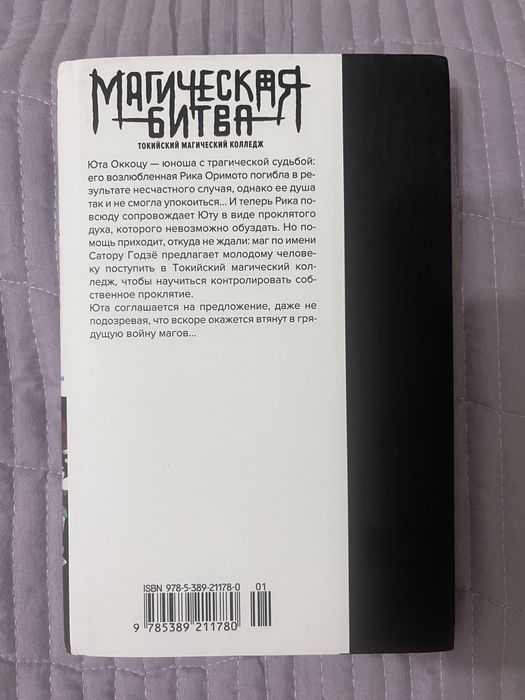 МАГИЧЕСКАЯ
БИТВА
ТОКИЙСКИЙ МАГИЧЕСКИЙ КОЛЛЕДЖ
Юта Оккоцу — юноша с трагической судьбой:
его возлюбленная Рика Оримото погибла в ре-
зультате несчастного случая, однако ее душа
так и не смогла упокоиться... И теперь Рика по-
всюду сопровождает Юту в виде проклятого
духа, которого невозможно обуздать. Но по-
мощь приходит, откуда не ждали: маг по имени
Сатору Годзё предлагает молодому челове-
ку поступить в Токийский магический кол-
ледж, чтобы научиться контролировать соб-
ственное проклятие.
Юта соглашается на предложение, даже не
подозревая, что вскоре окажется втянут в гря-
дущую войну магов...
ISBN 978-5-389-21178-0 01
9 785389 211780